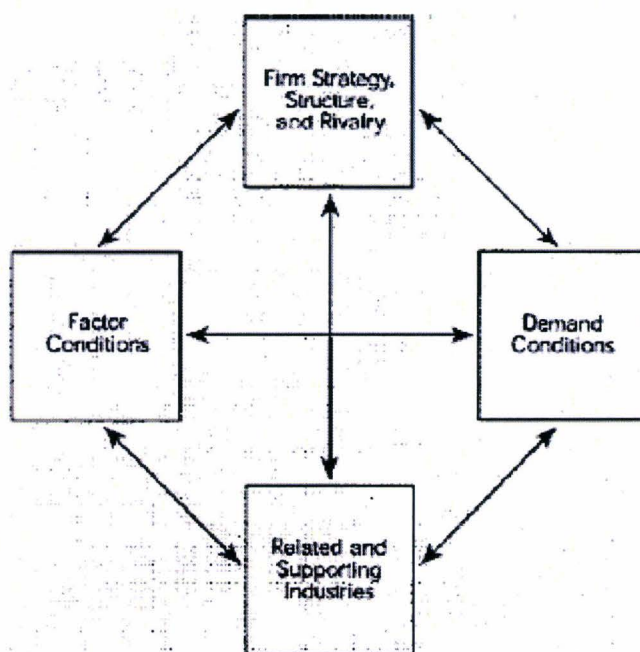 Firm Strategy,
Structure,
and Rivalry
Factor
Conditions
Demand
Conditions
Related and
Supporting
Industries